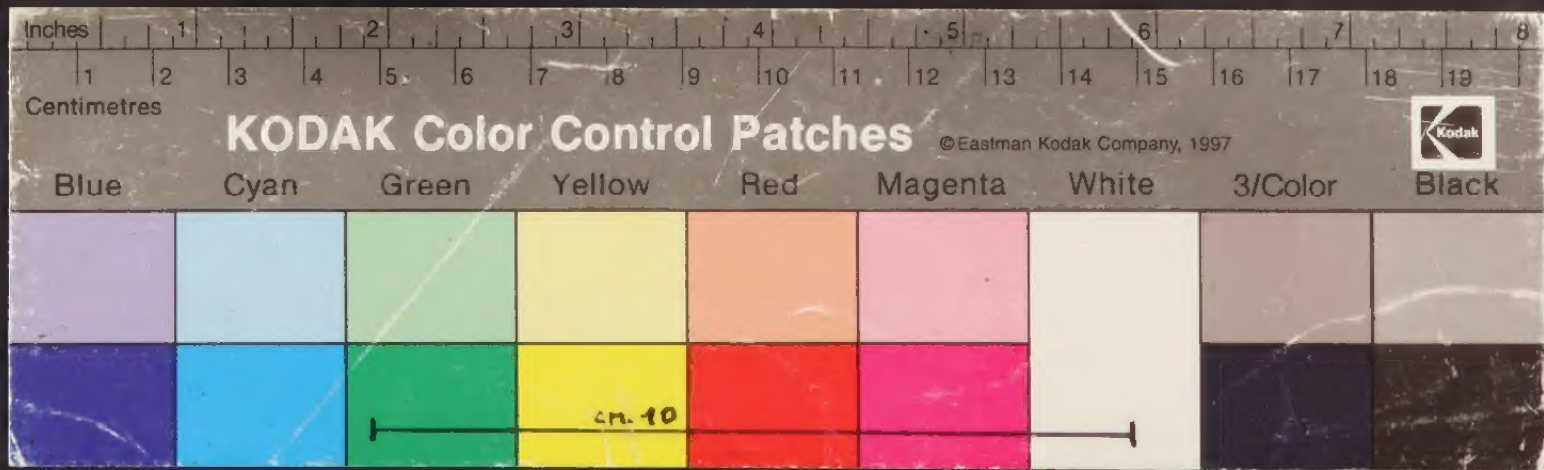 Inches 1 2 3 4 5 6 7 8
1 2 3 4 5 6 7 8 9 10 11 12 13 14 15 16 17 18 19
Centimetres
KODAK Color Control Patches ©Eastman Kodak Company, 1997 Kodak
Blue Cyan Green Yellow Red Magenta White 3/Color Black
cm. 10